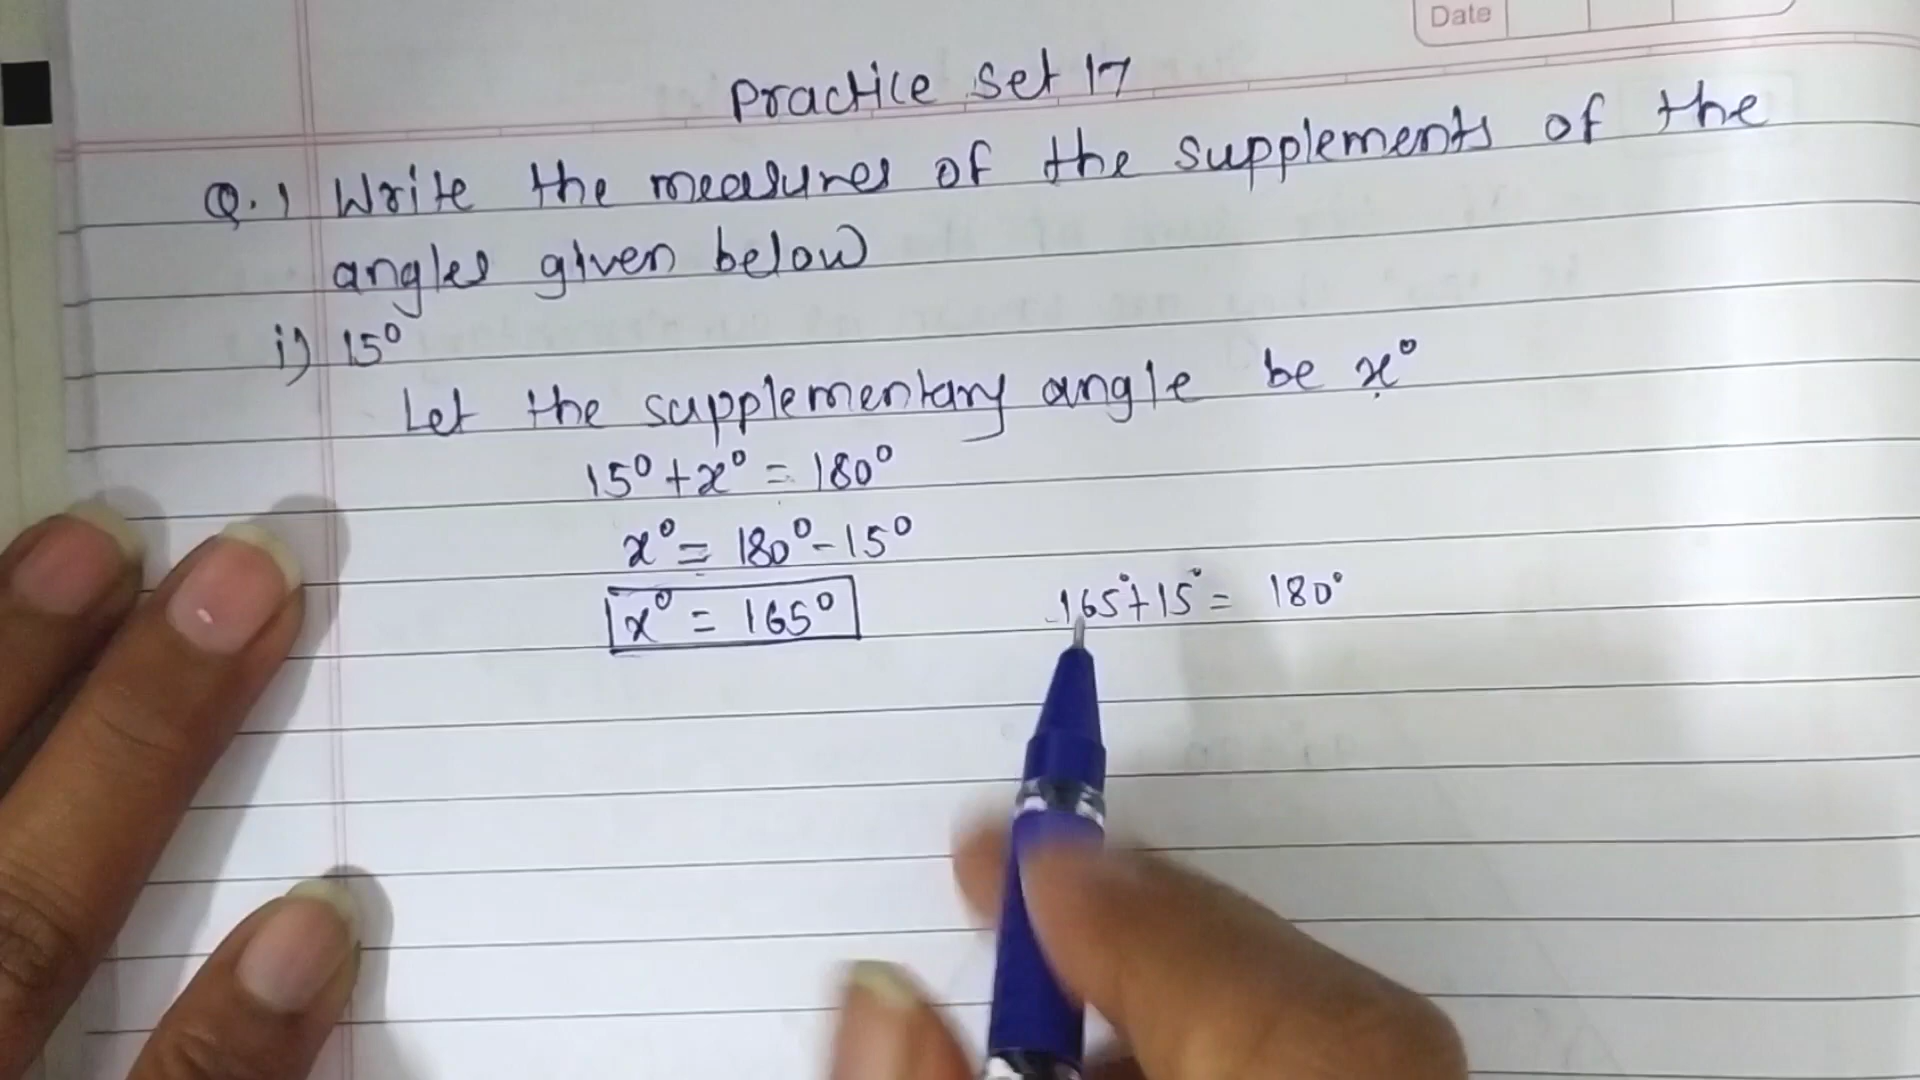 Date
Practice Set 17
Q.1 Write the measures of the supplements of the
angles given below
i) 15°
Let the supplementary angle be x°
15° + x° = 180°
x° = 180° - 15°
x° = 165° 165° + 15° = 180°